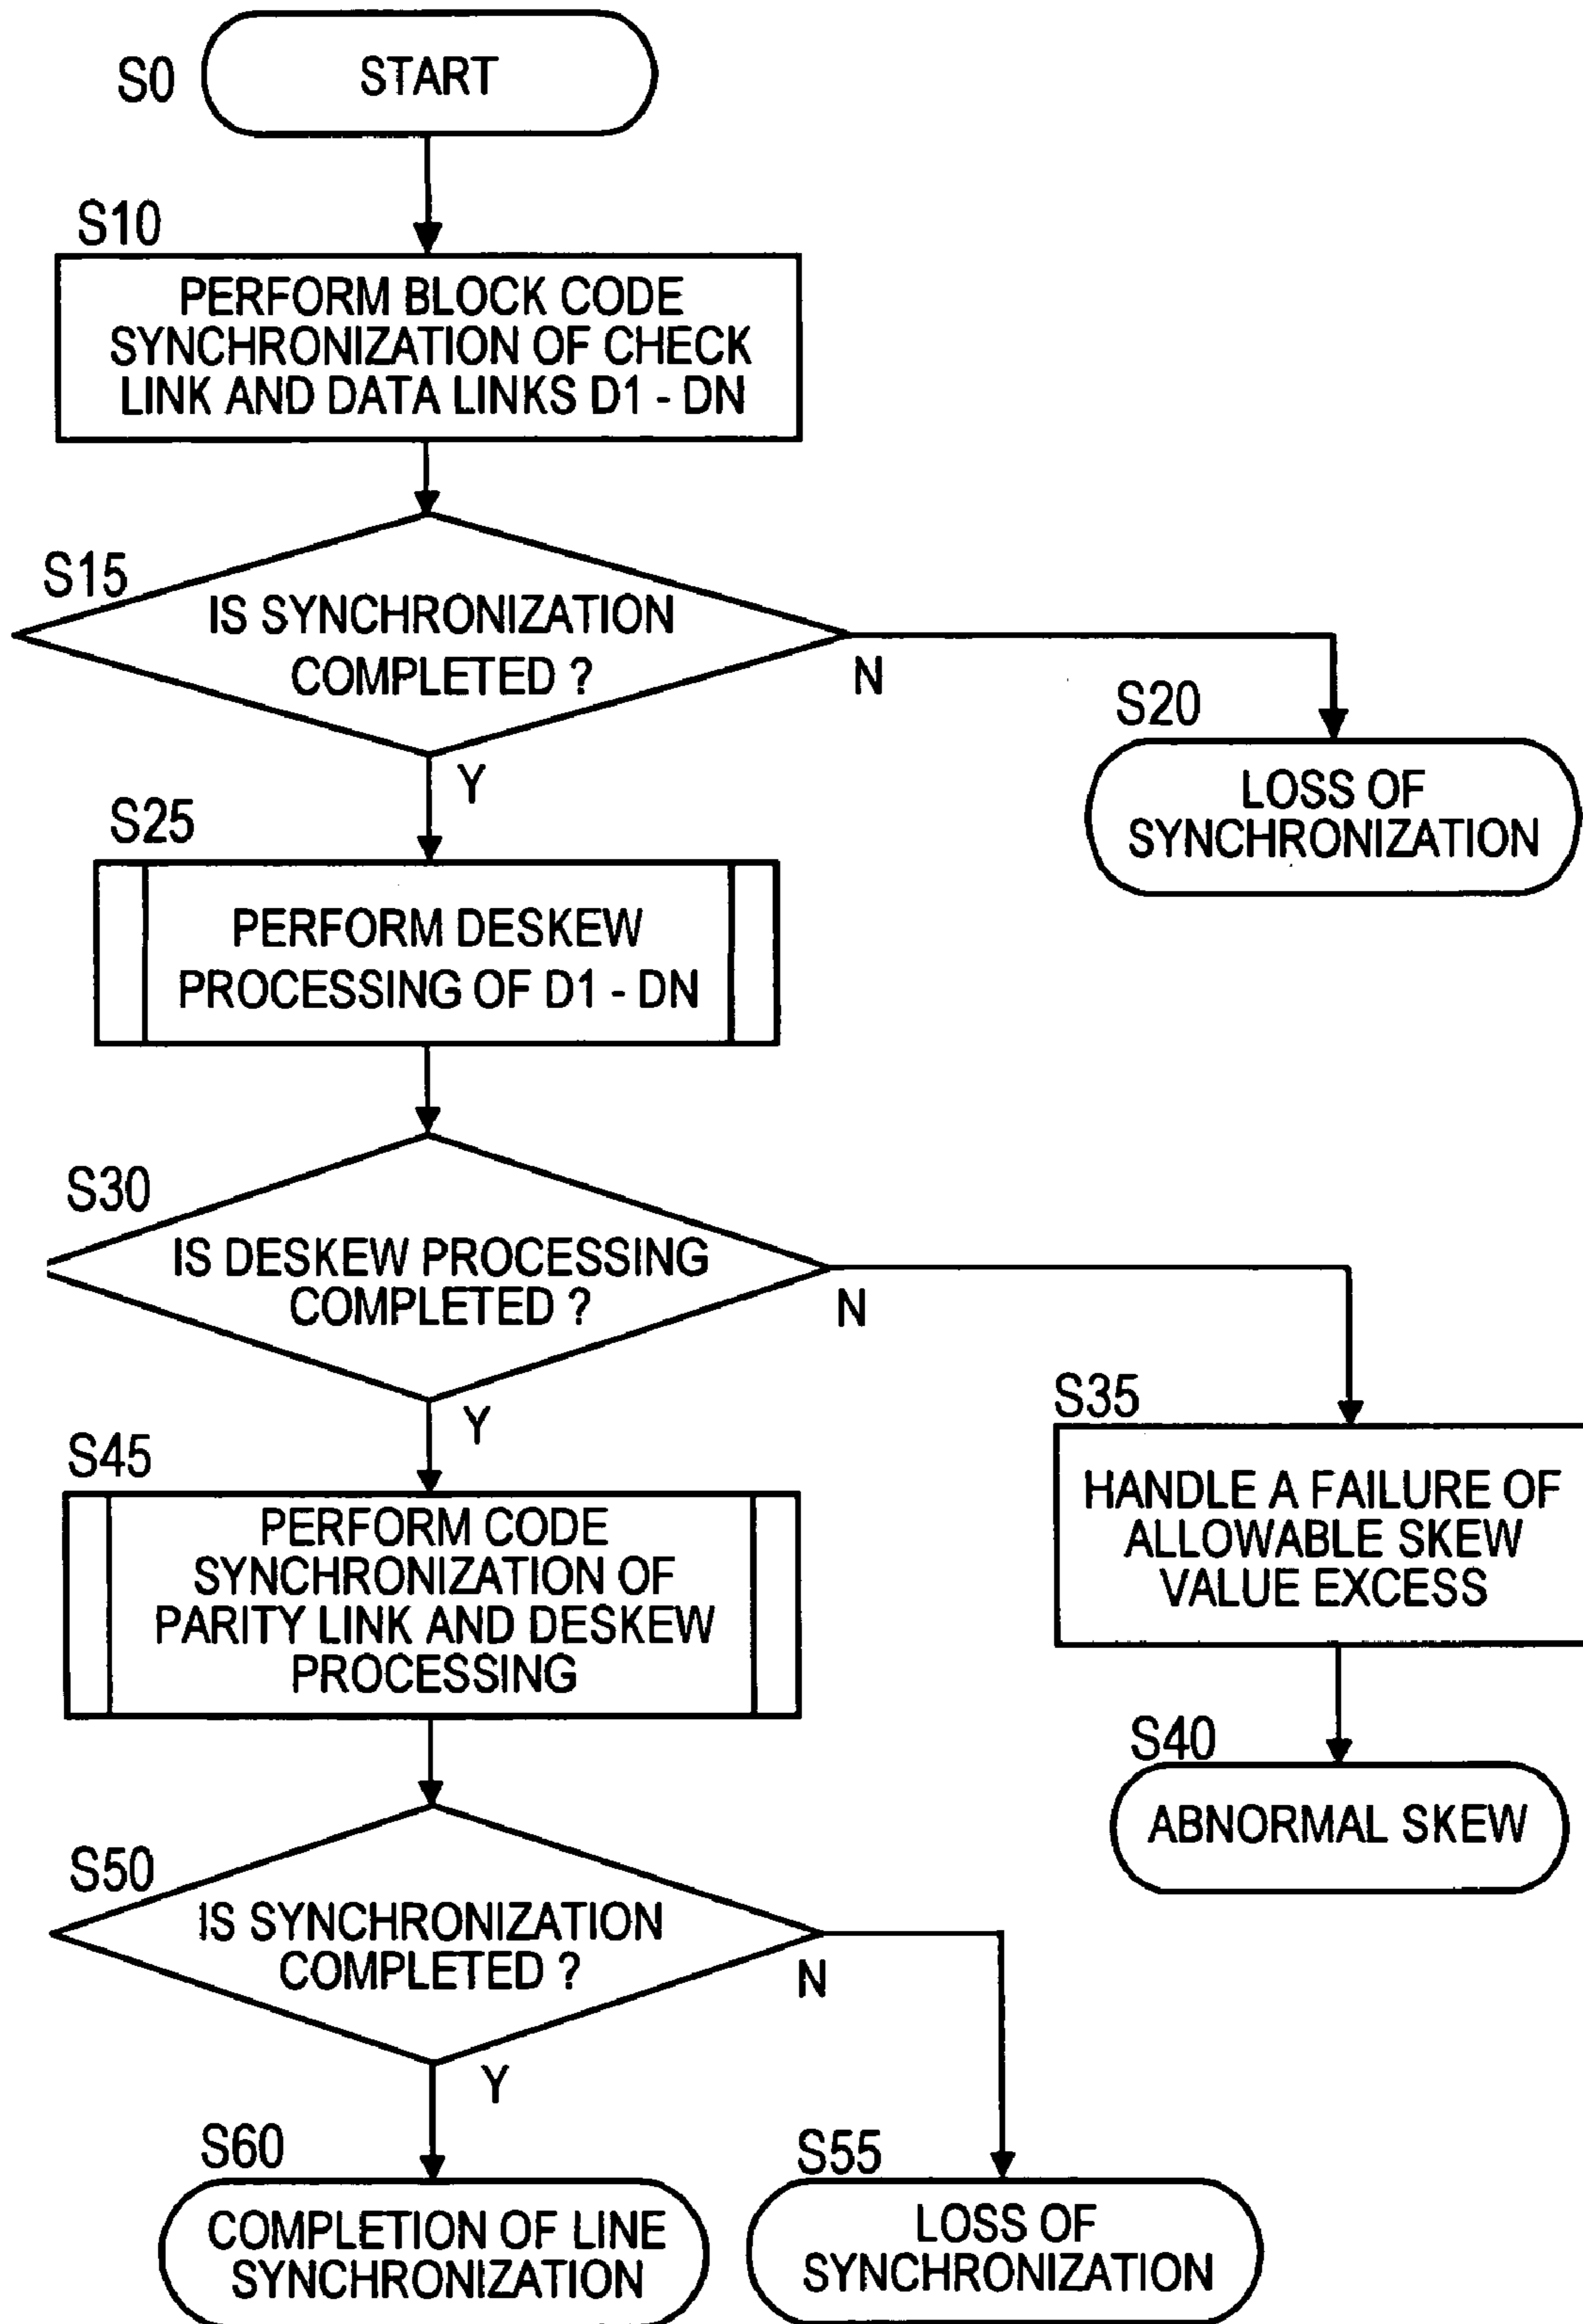 S0
START
S10
PERFORM BLOCK CODE
SYNCHRONIZATION OF CHECK
LINK AND DATA LINKS D1 - DN
S15
IS SYNCHRONIZATION
COMPLETED ?
N
Y
S20
LOSS OF
SYNCHRONIZATION
S25
PERFORM DESKEW
PROCESSING OF D1 - DN
S30
IS DESKEW PROCESSING
COMPLETED ?
N
Y
S35
HANDLE A FAILURE OF
ALLOWABLE SKEW
VALUE EXCESS
S40
ABNORMAL SKEW
S45
PERFORM CODE
SYNCHRONIZATION OF
PARITY LINK AND DESKEW
PROCESSING
S50
IS SYNCHRONIZATION
COMPLETED ?
N
Y
S60
COMPLETION OF LINE
SYNCHRONIZATION
S55
LOSS OF
SYNCHRONIZATION